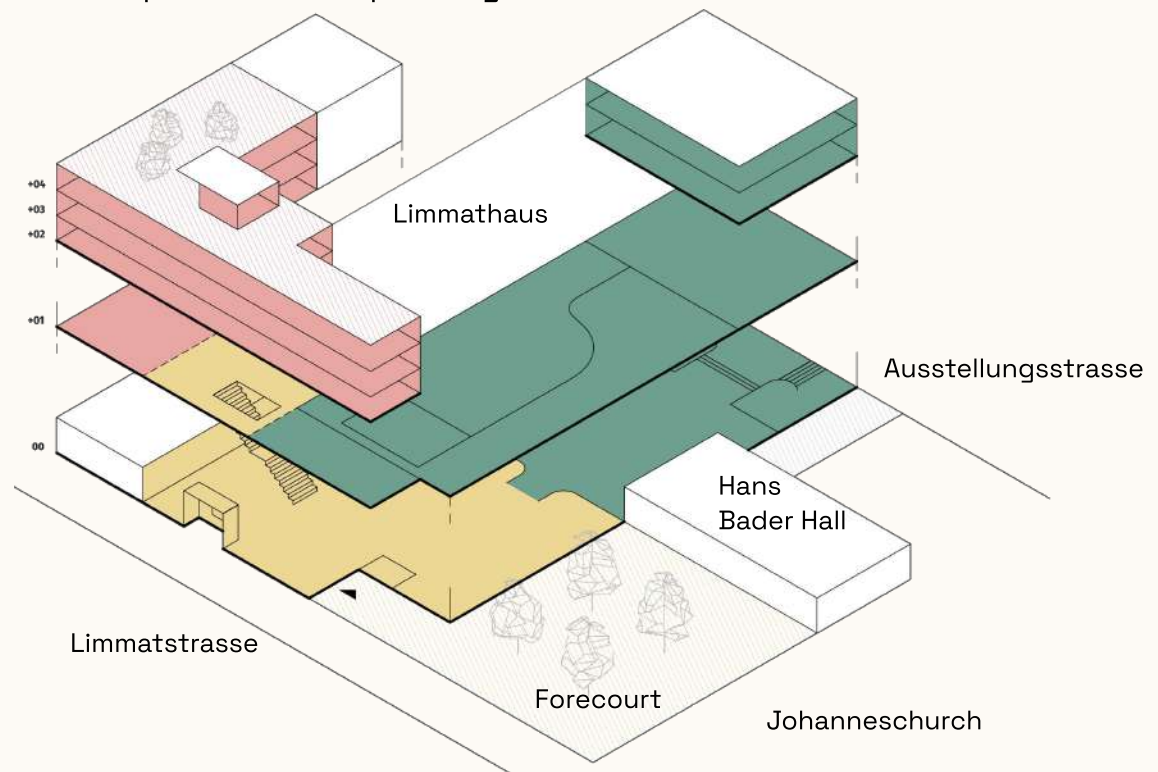 +04
+03
+02
+01
00
Limmathaus
Ausstellungsstrasse
Hans
Bader Hall
Limmatstrasse
Forecourt
Johanneschurch